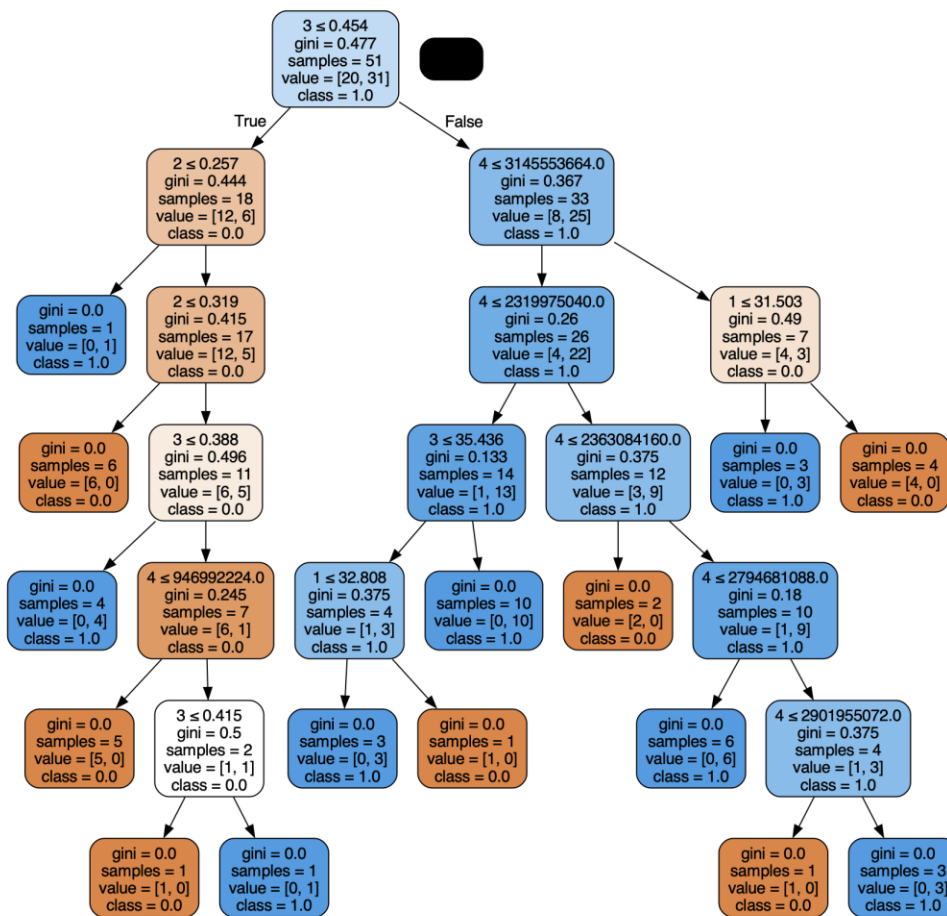 3 ≤ 0.454
gini = 0.477
samples = 51
value = [20, 31]
class = 1.0
True
False
2 ≤ 0.257
gini = 0.444
samples = 18
value = [12, 6]
class = 0.0
4 ≤ 3145553664.0
gini = 0.367
samples = 33
value = [8, 25]
class = 1.0
gini = 0.0
samples = 1
value = [0, 1]
class = 1.0
2 ≤ 0.319
gini = 0.415
samples = 17
value = [12, 5]
class = 0.0
4 ≤ 2319975040.0
gini = 0.26
samples = 26
value = [4, 22]
class = 1.0
1 ≤ 31.503
gini = 0.49
samples = 7
value = [4, 3]
class = 0.0
gini = 0.0
samples = 6
value = [6, 0]
class = 0.0
3 ≤ 0.388
gini = 0.496
samples = 11
value = [6, 5]
class = 0.0
3 ≤ 35.436
gini = 0.133
samples = 14
value = [1, 13]
class = 1.0
4 ≤ 2363084160.0
gini = 0.375
samples = 12
value = [3, 9]
class = 1.0
gini = 0.0
samples = 3
value = [0, 3]
class = 1.0
gini = 0.0
samples = 4
value = [4, 0]
class = 0.0
gini = 0.0
samples = 4
value = [0, 4]
class = 1.0
4 ≤ 946992224.0
gini = 0.245
samples = 7
value = [6, 1]
class = 0.0
1 ≤ 32.808
gini = 0.375
samples = 4
value = [1, 3]
class = 1.0
gini = 0.0
samples = 10
value = [0, 10]
class = 1.0
gini = 0.0
samples = 2
value = [2, 0]
class = 0.0
4 ≤ 2794681088.0
gini = 0.18
samples = 10
value = [1, 9]
class = 1.0
gini = 0.0
samples = 5
value = [5, 0]
class = 0.0
3 ≤ 0.415
gini = 0.5
samples = 2
value = [1, 1]
class = 0.0
gini = 0.0
samples = 3
value = [0, 3]
class = 1.0
gini = 0.0
samples = 1
value = [1, 0]
class = 0.0
gini = 0.0
samples = 6
value = [0, 6]
class = 1.0
4 ≤ 2901955072.0
gini = 0.375
samples = 4
value = [1, 3]
class = 1.0
gini = 0.0
samples = 1
value = [1, 0]
class = 0.0
gini = 0.0
samples = 1
value = [0, 1]
class = 1.0
gini = 0.0
samples = 1
value = [1, 0]
class = 0.0
gini = 0.0
samples = 3
value = [0, 3]
class = 1.0